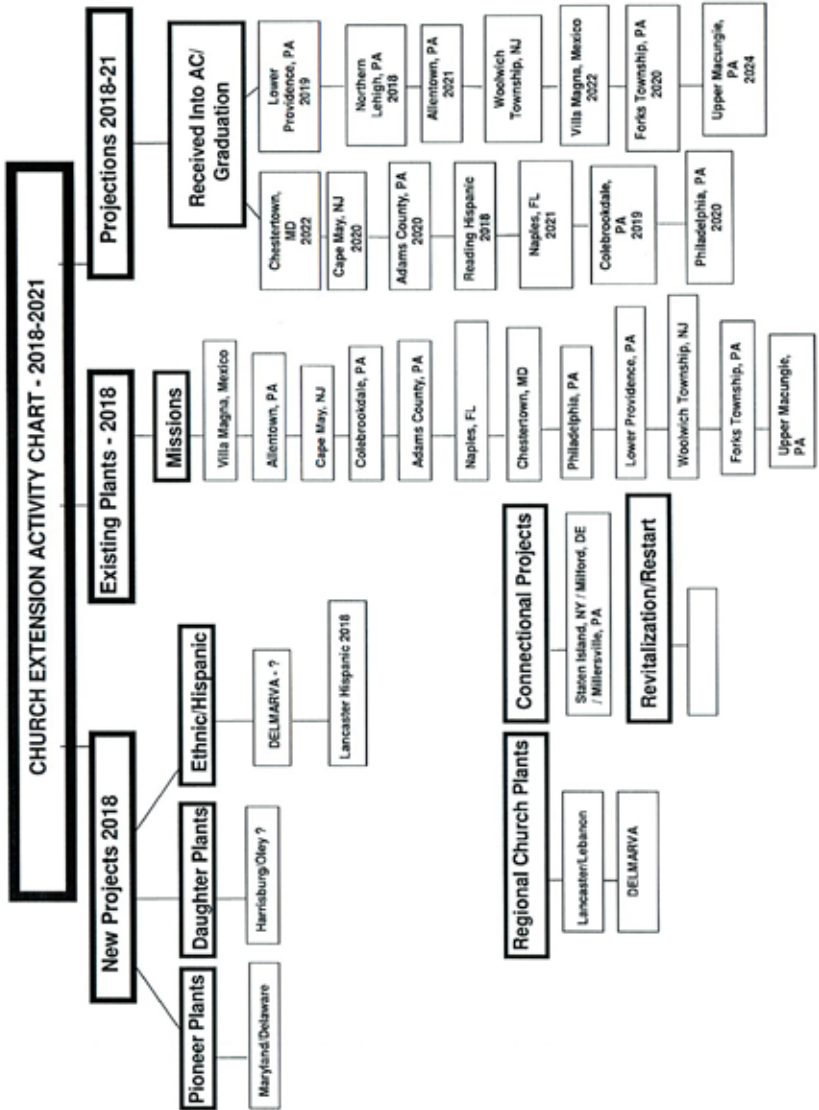 CHURCH EXTENSION ACTIVITY CHART - 2018-2021
New Projects 2018
Pioneer Plants
Maryland/Delaware
Daughter Plants
Harrisburg/Oley ?
Ethnic/Hispanic
DELMARVA - ?
Lancaster Hispanic 2018
Regional Church Plants
Lancaster/Lebanon
DELMARVA
Connectional Projects
Staten Island, NY / Milford, DE
/ Millersville, PA
Revitalization/Restart
Existing Plants - 2018
Missions
Villa Magna, Mexico
Allentown, PA
Cape May, NJ
Colebrookdale, PA
Adams County, PA
Naples, FL
Chestertown, MD
Philadelphia, PA
Lower Providence, PA
Woolwich Township, NJ
Forks Township, PA
Upper Macungie,
PA
Projections 2018-21
Received Into AC/
Graduation
Chestertown,
MD
2022
Cape May, NJ
2020
Adams County, PA
2020
Reading Hispanic
2018
Naples, FL
2021
Colebrookdale,
PA
2019
Philadelphia, PA
2020
Lower
Providence, PA
2019
Northern
Lehigh, PA
2018
Allentown, PA
2021
Woolwich
Township, NJ
Villa Magna, Mexico
2022
Forks Township, PA
2020
Upper Macungie,
PA
2024